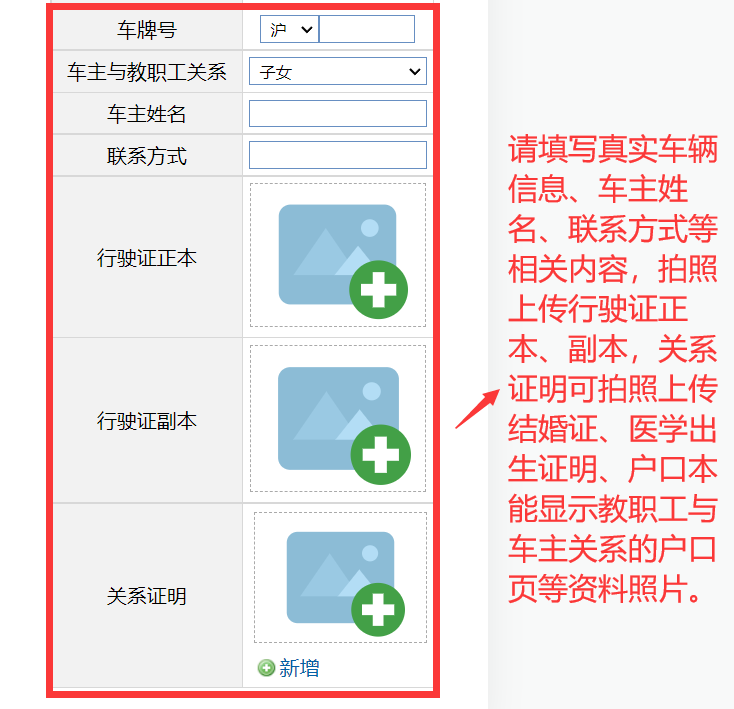 车牌号
沪
车主与教职工关系
子女
车主姓名
联系方式
行驶证正本
行驶证副本
关系证明
新增
请填写真实车辆
信息、车主姓
名、联系方式等
相关内容，拍照
上传行驶证正
本、副本，关系
证明可拍照上传
结婚证、医学出
生证明、户口本
能显示教职工与
车主关系的户口
页等资料照片。